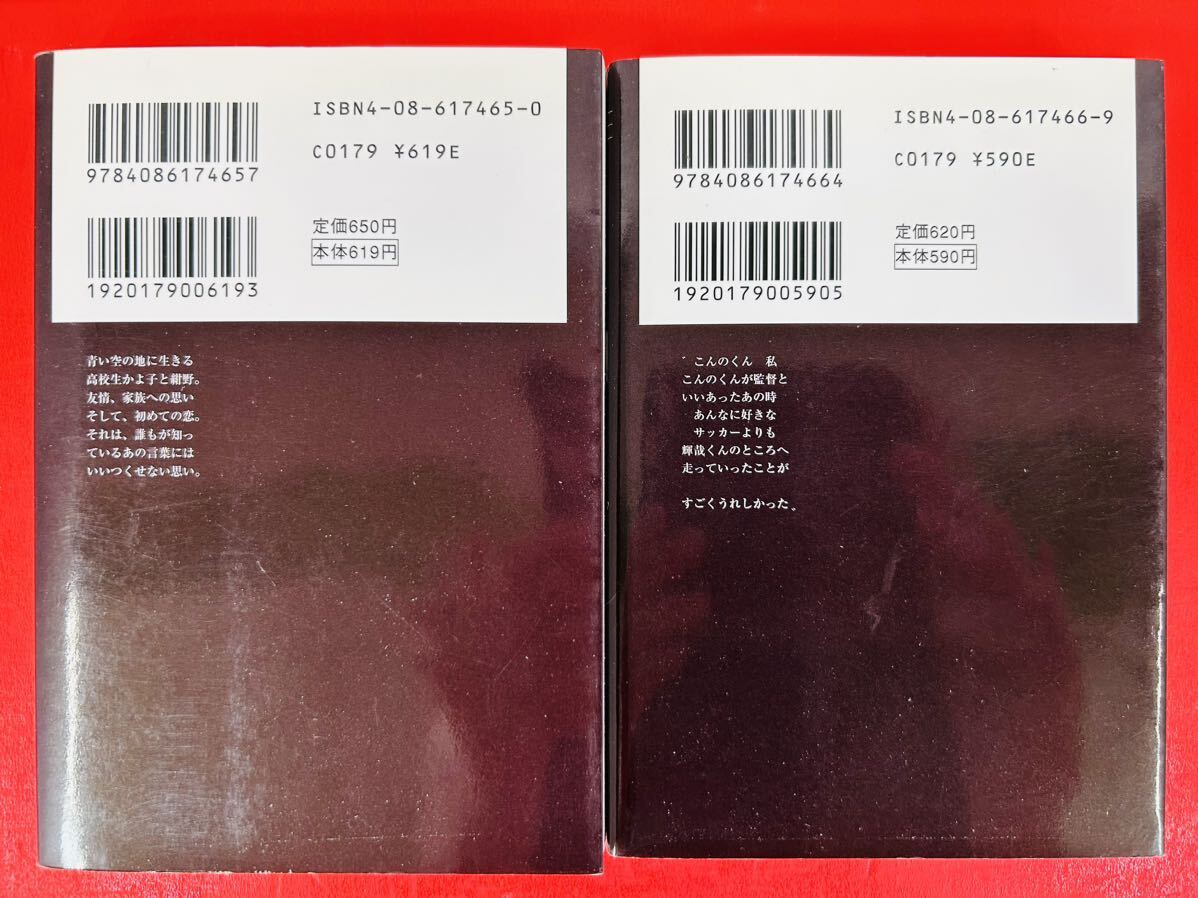 ISBN4-08-617465-0
C0179 ¥619E
9784086174657
定価650円
本体619円
1920179006193
青い空の地に生きる
高校生かよ子と紺野。
友情、家族への思い
そして、初めての恋。
それは、誰もが知っ
ているあの言葉には
いいつくせない思い。
ISBN4-08-617466-9
C0179 ¥590E
9784086174664
定価620円
本体590円
1920179005905
〝こんのくん 私
こんのくんが監督と
いいあったあの時
あんなに好きな
サッカーよりも
輝哉くんのところへ
走っていったことが
すごくうれしかった〟